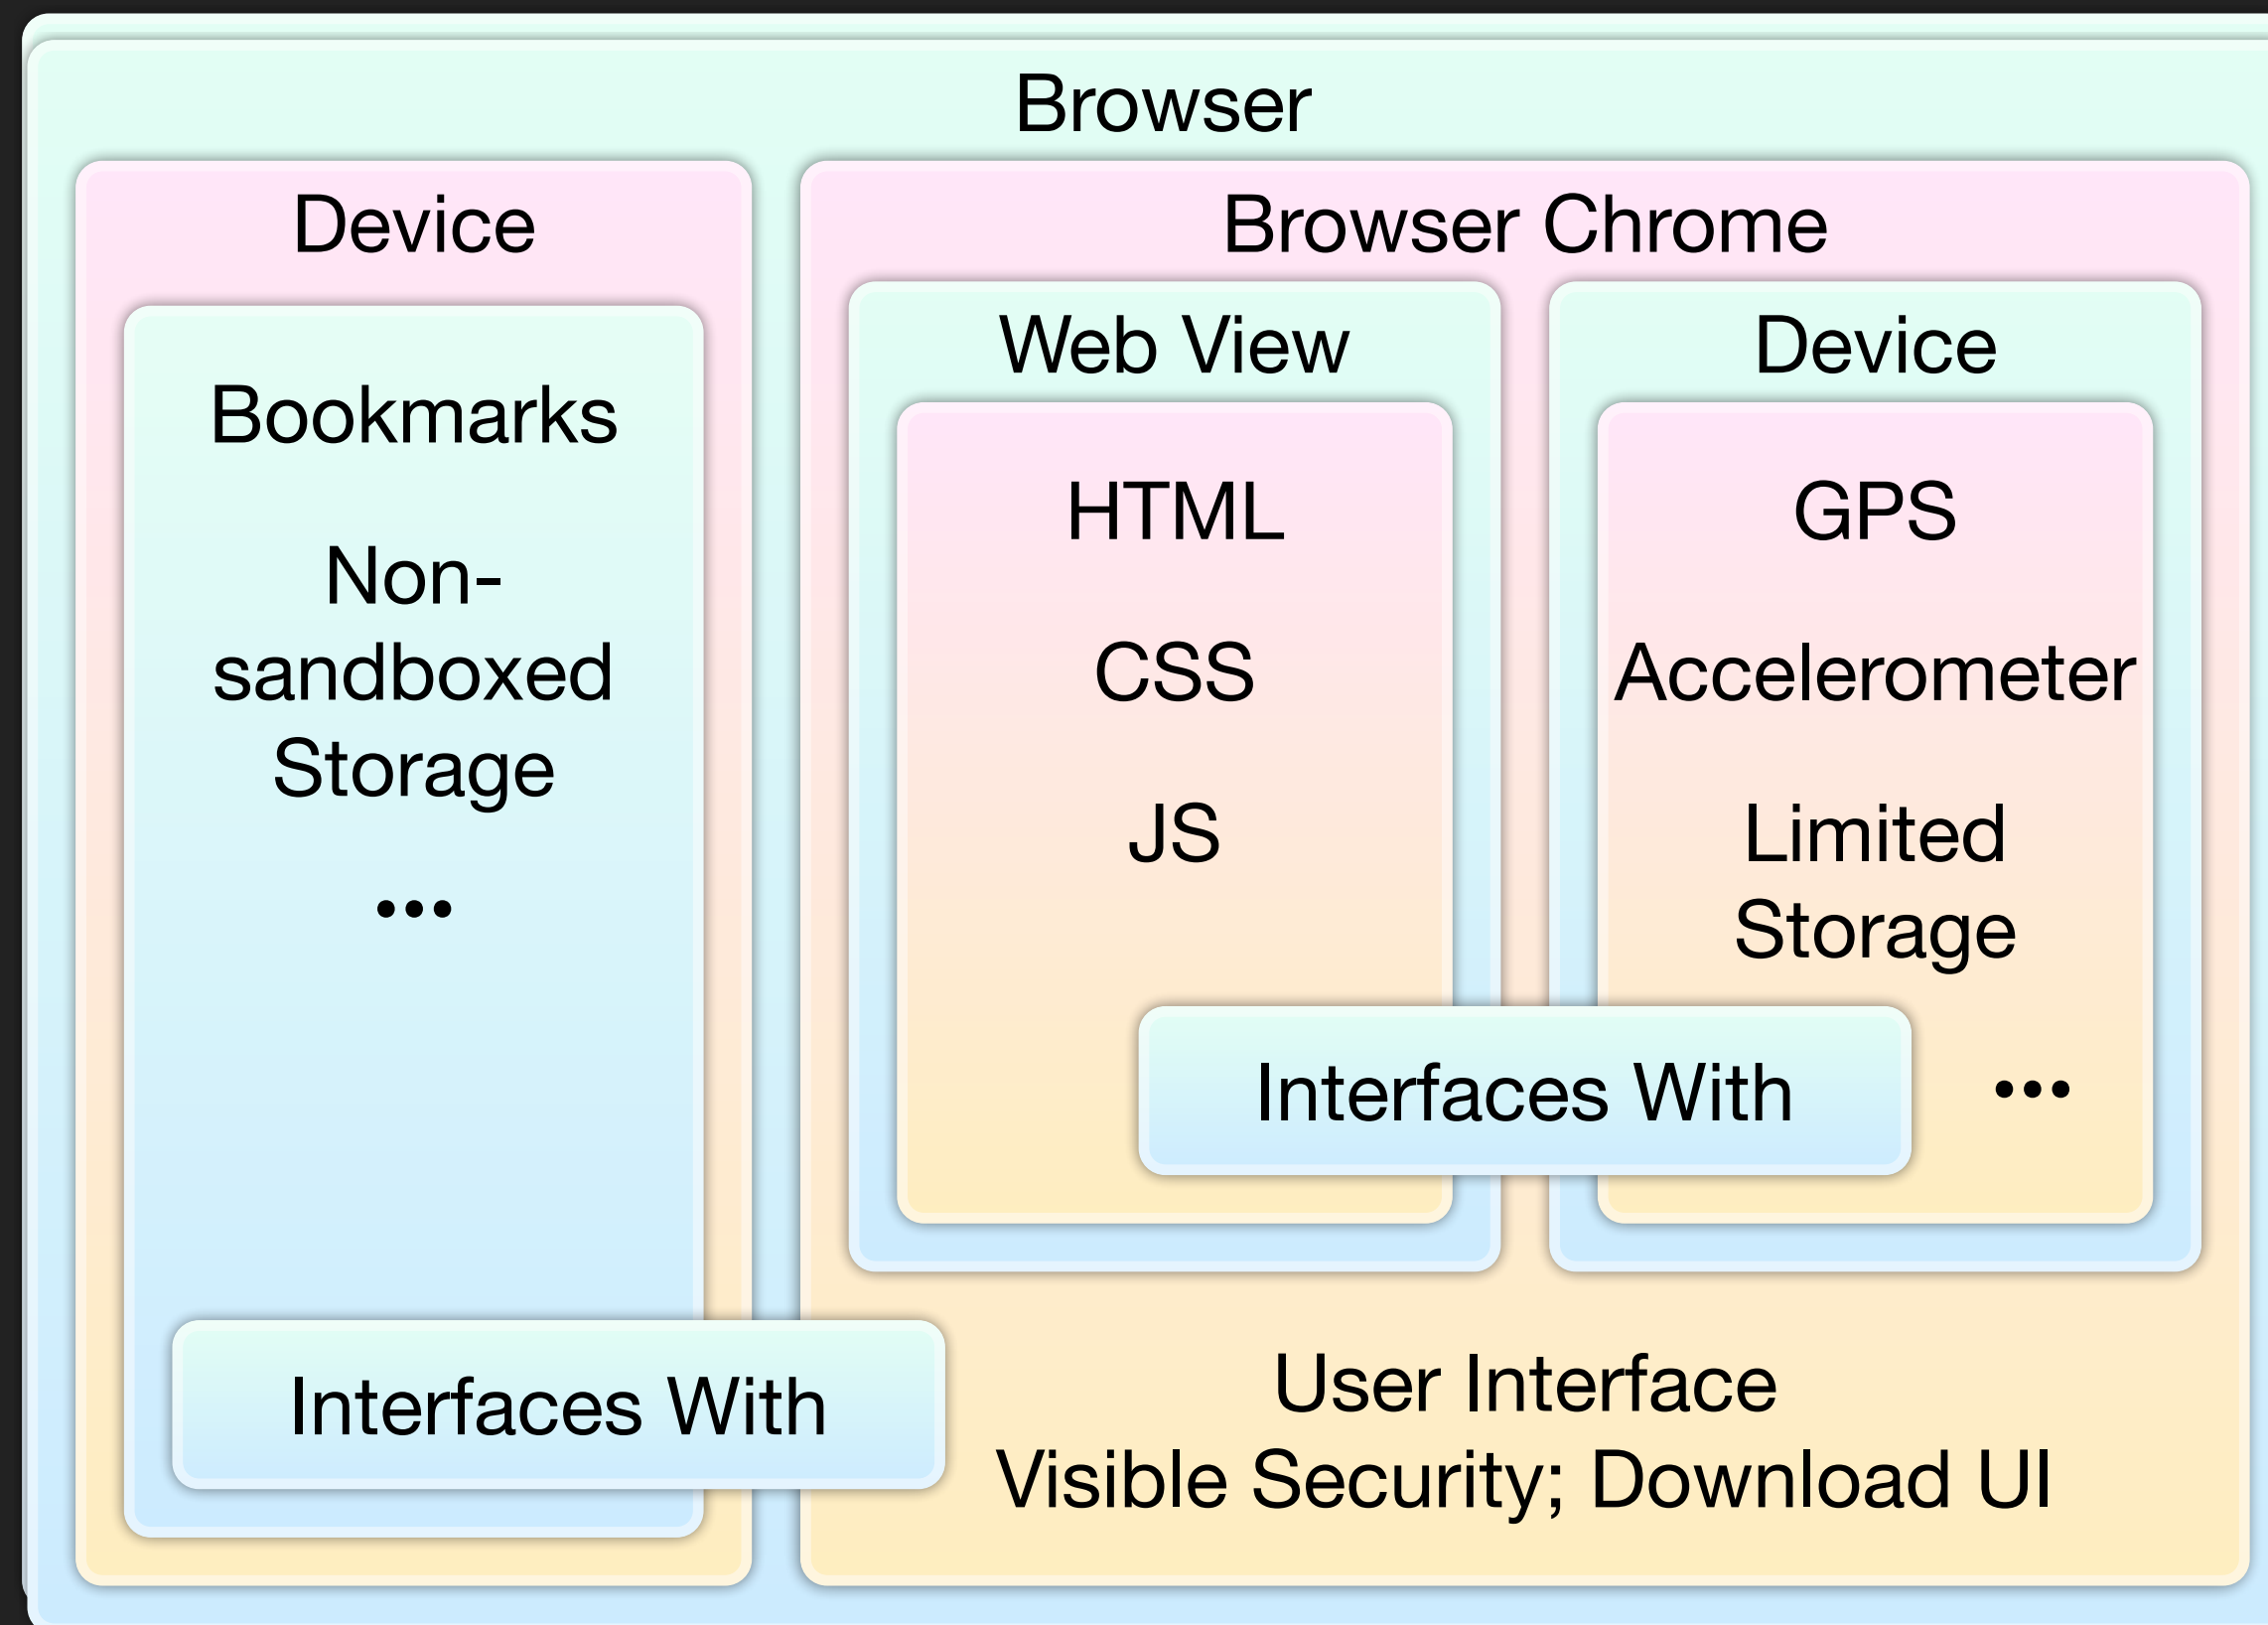 Browser
Device
Bookmarks
Non-
sandboxed
Storage
...
Interfaces With
Browser Chrome
Web View
HTML
CSS
JS
Device
GPS
Accelerometer
Limited
Storage
Interfaces With
...
User Interface
Visible Security; Download UI